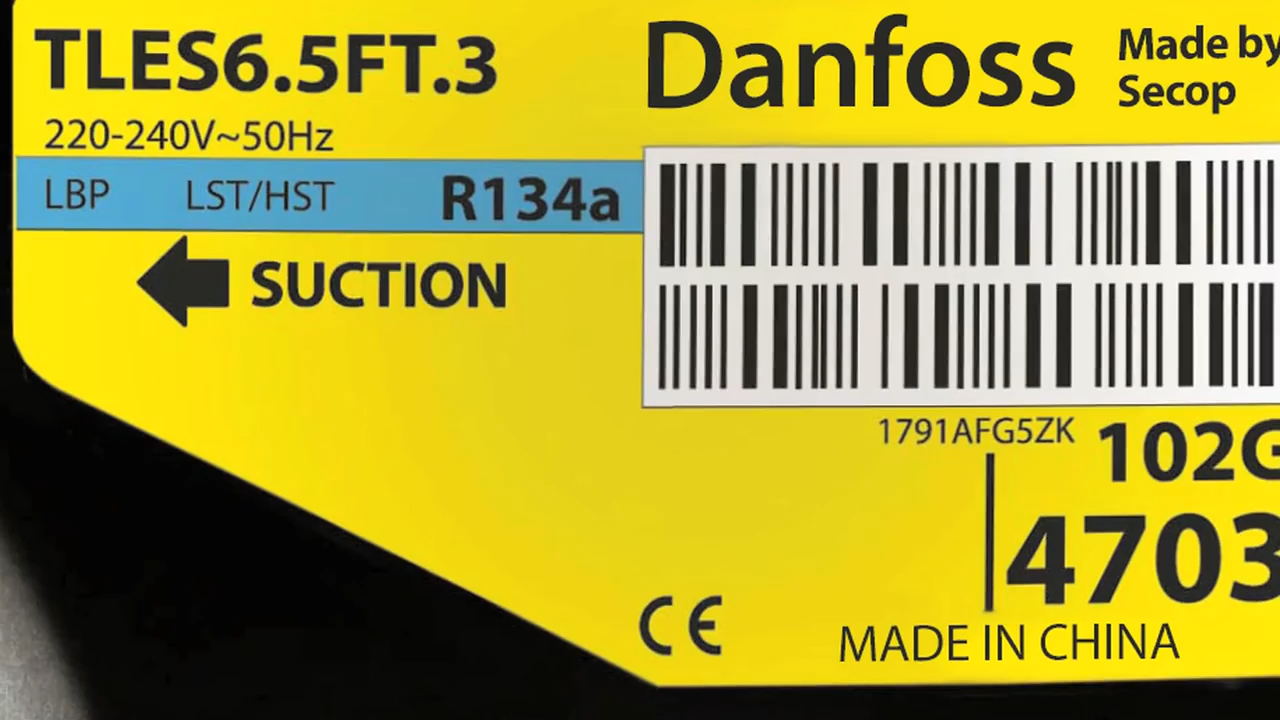 TLES6.5FT.3
220-240V~50Hz
LBP LST/HST R134a
SUCTION
Danfoss
Made by
Secop
1791AFG5ZK
102G
4703
MADE IN CHINA
CE